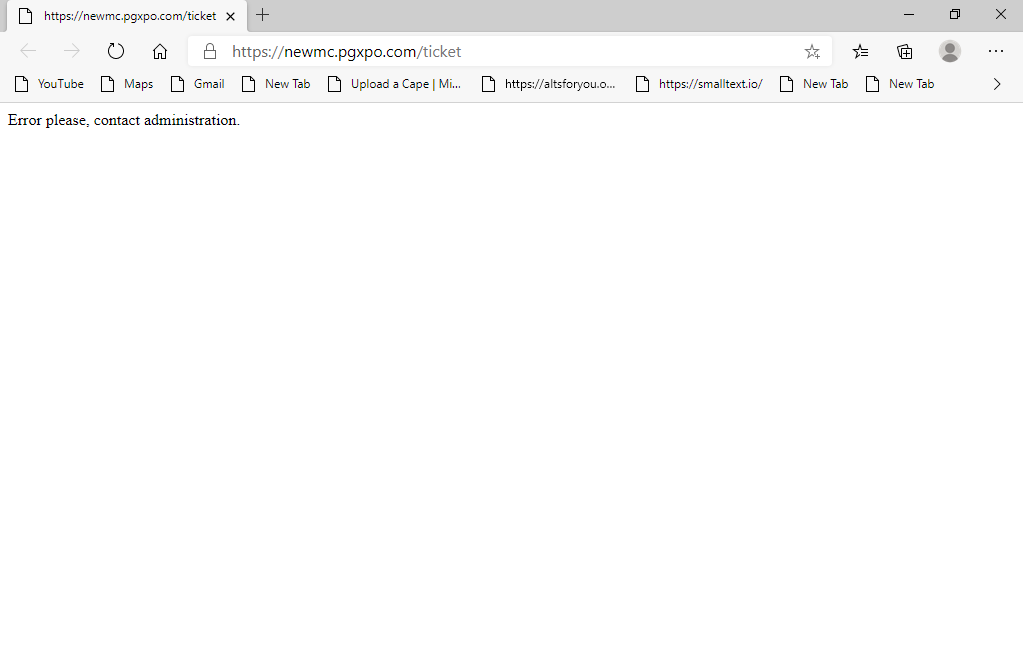 https://newmc.pgxpo.com/ticket
https://newmc.pgxpo.com/ticket
YouTube Maps Gmail New Tab Upload a Cape | Mi... https://altsforyou.o... https://smalltext.io/ New Tab New Tab
Error please, contact administration.